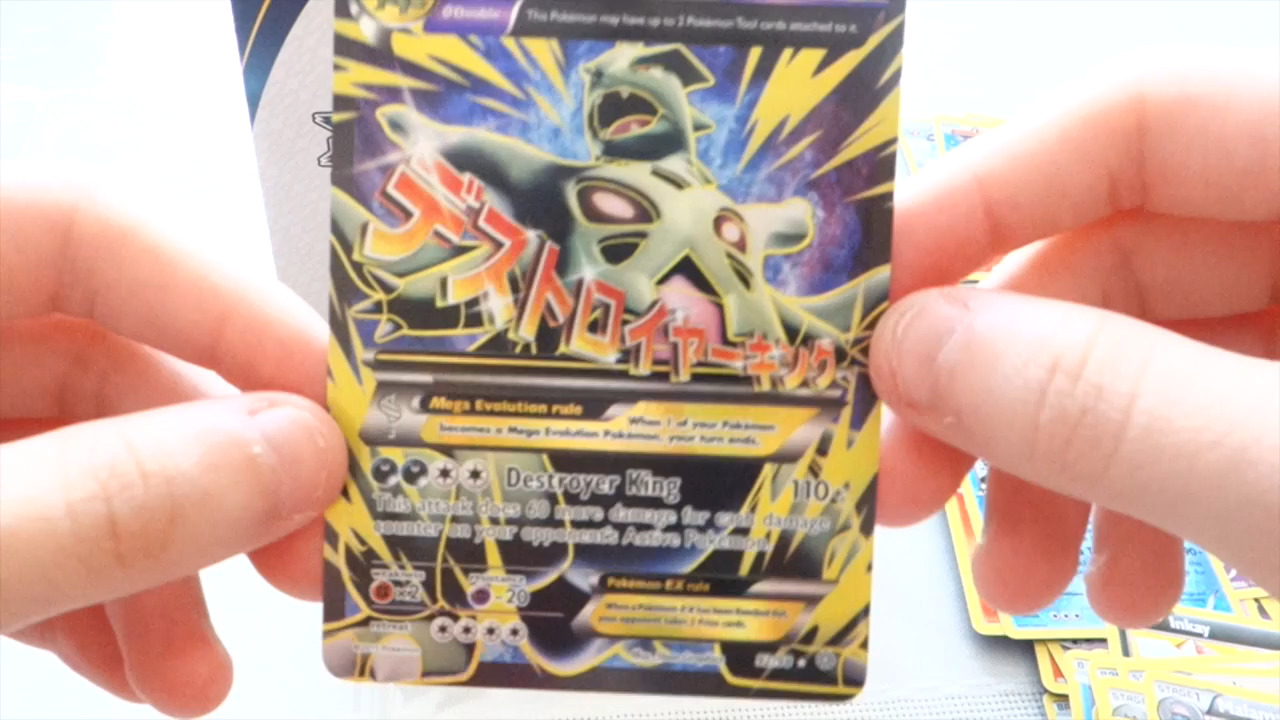 θDouble
This Pokémon may have up to 2 Pokémon Tool cards attached to it.
デストロイヤーキング
Mega Evolution rule
When 1 of your Pokémon
becomes a Mega Evolution Pokémon, your turn ends.
Destroyer King
110+
This attack does 60 more damage for each damage
counter on your opponent's Active Pokémon.
weakness
×2
resistance
-20
retreat
Pokémon-EX rule
When a Pokémon-EX has been Knocked Out,
your opponent takes 2 Prize cards.
Inkay
STAGE 1
STAGE1